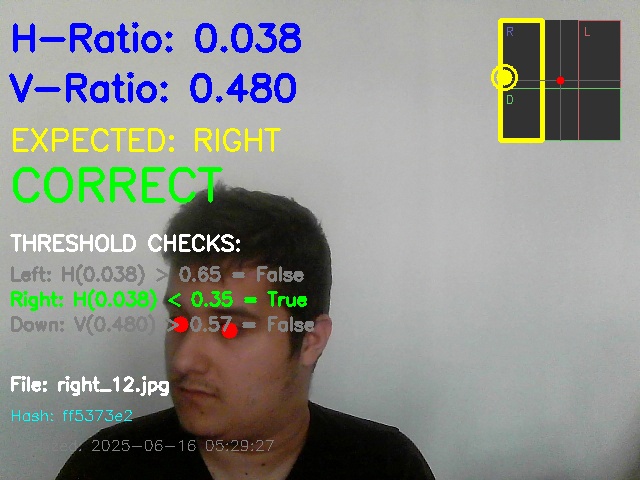 H-Ratio: 0.038
V-Ratio: 0.480
EXPECTED: RIGHT
CORRECT
THRESHOLD CHECKS:
Left: H(0.038) > 0.65 = False
Right: H(0.038) < 0.35 = True
Down: V(0.480) > 0.57 = False
File: right_12.jpg
Hash: ff5373e2
2025-06-16 05:29:27
R
L
D